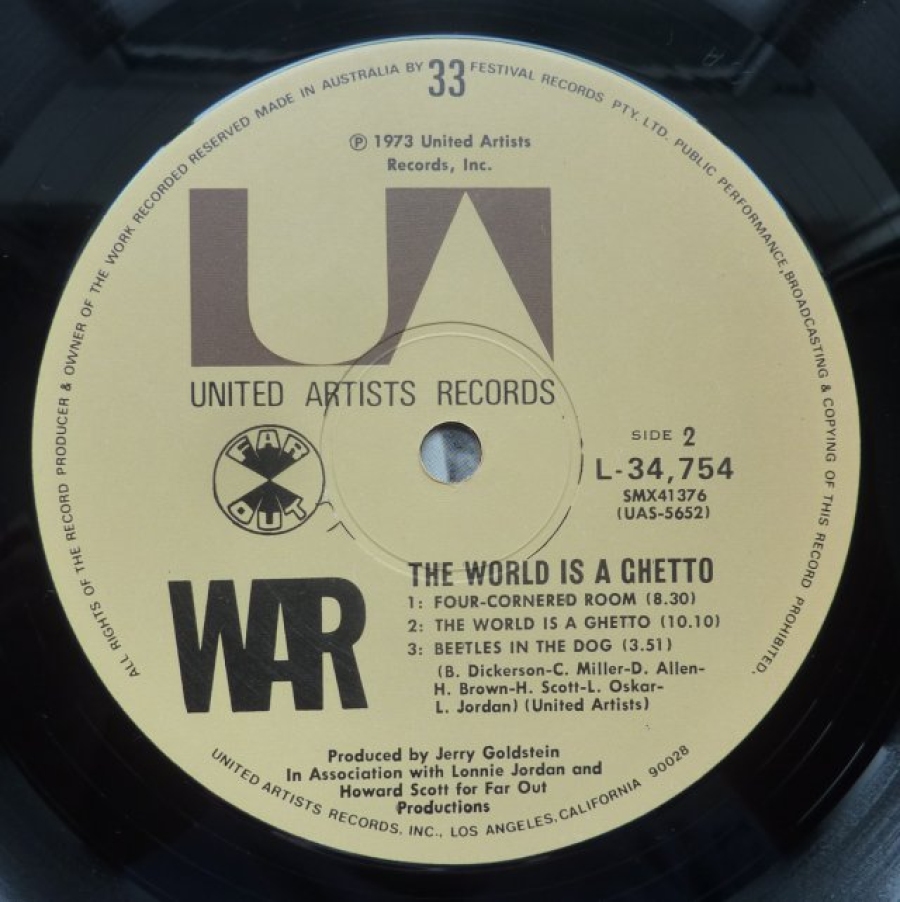 ALL RIGHTS OF THE RECORD PRODUCER & OWNER OF THE WORK RECORDED RESERVED MADE IN AUSTRALIA BY 33 FESTIVAL RECORDS PTY. LTD. PUBLIC PERFORMANCE, BROADCASTING & COPYING OF THIS RECORD PROHIBITED.
℗ 1973 United Artists
Records, Inc.
UA
UNITED ARTISTS RECORDS
FAR
OUT
SIDE 2
L-34,754
SMX41376
(UAS-5652)
WAR
THE WORLD IS A GHETTO
1: FOUR-CORNERED ROOM (8.30)
2: THE WORLD IS A GHETTO (10.10)
3: BEETLES IN THE DOG (3.51)
(B. Dickerson-C. Miller-D. Allen-
H. Brown-H. Scott-L. Oskar-
L. Jordan) (United Artists)
Produced by Jerry Goldstein
In Association with Lonnie Jordan and
Howard Scott for Far Out
Productions
UNITED ARTISTS RECORDS, INC., LOS ANGELES, CALIFORNIA 90028